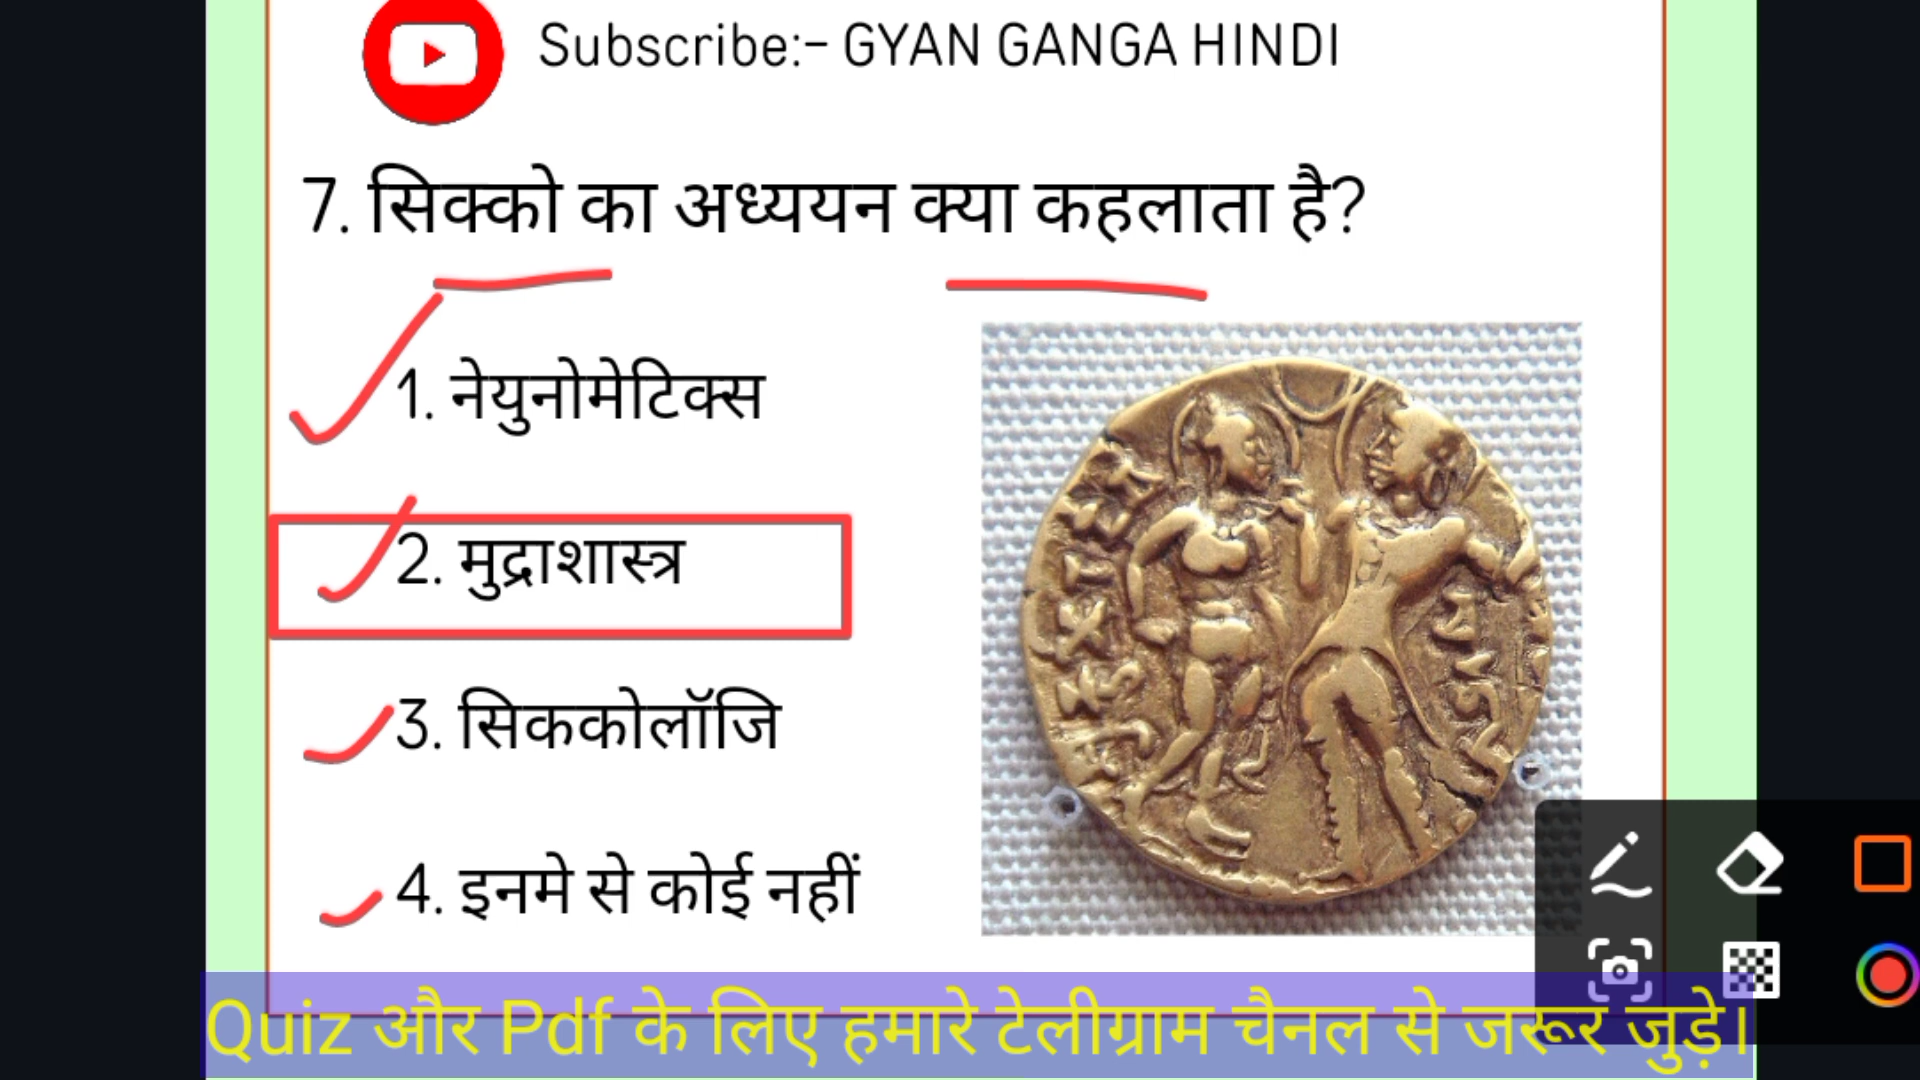 Subscribe:- GYAN GANGA HINDI
7. सिक्को का अध्ययन क्या कहलाता है?
1. नेयुनोमेटिक्स
2. मुद्राशास्त्र
3. सिककोलॉजि
4. इनमे से कोई नहीं
Quiz और Pdf के लिए हमारे टेलीग्राम चैनल से जरूर जुड़े।